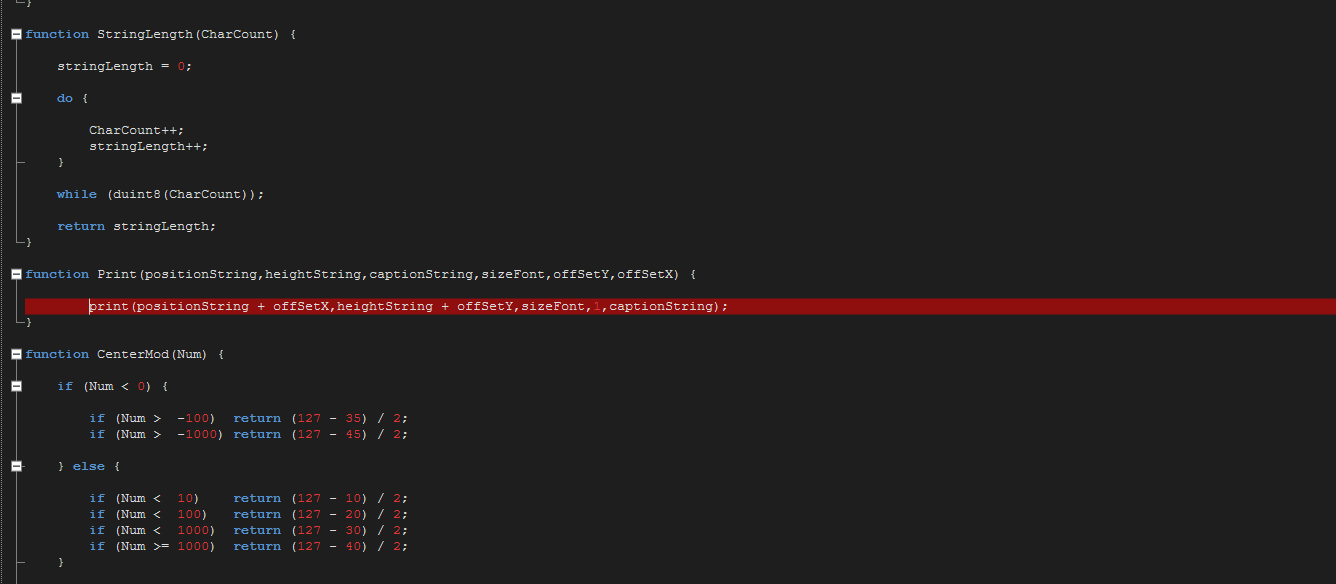 }
function StringLength(CharCount) {
stringLength = 0;
do {
CharCount++;
stringLength++;
}
while (duint8(CharCount));
return stringLength;
}
function Print(positionString,heightString,captionString,sizeFont,offSetY,offSetX) {
print(positionString + offSetX,heightString + offSetY,sizeFont,1,captionString);
}
function CenterMod(Num) {
if (Num < 0) {
if (Num >  -100)  return (127 - 35) / 2;
if (Num >  -1000) return (127 - 45) / 2;
} else {
if (Num <  10)    return (127 - 10) / 2;
if (Num <  100)   return (127 - 20) / 2;
if (Num <  1000)  return (127 - 30) / 2;
if (Num >= 1000)  return (127 - 40) / 2;
}